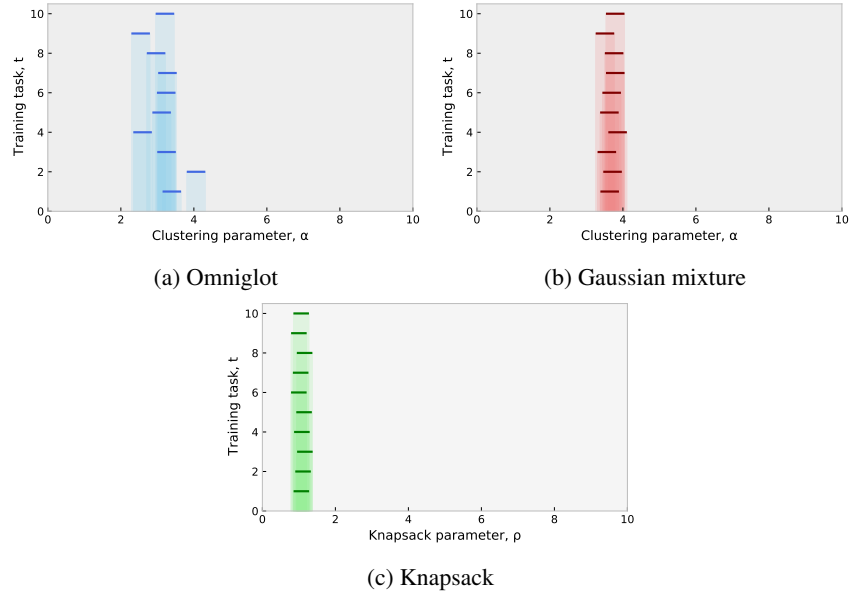 10
8
6
4
2
0
Training task, t
0 2 4 6 8 10
Clustering parameter, α
(a) Omniglot
10
8
6
4
2
0
Training task, t
0 2 4 6 8 10
Clustering parameter, α
(b) Gaussian mixture
10
8
6
4
2
0
Training task, t
0 2 4 6 8 10
Knapsack parameter, ρ
(c) Knapsack